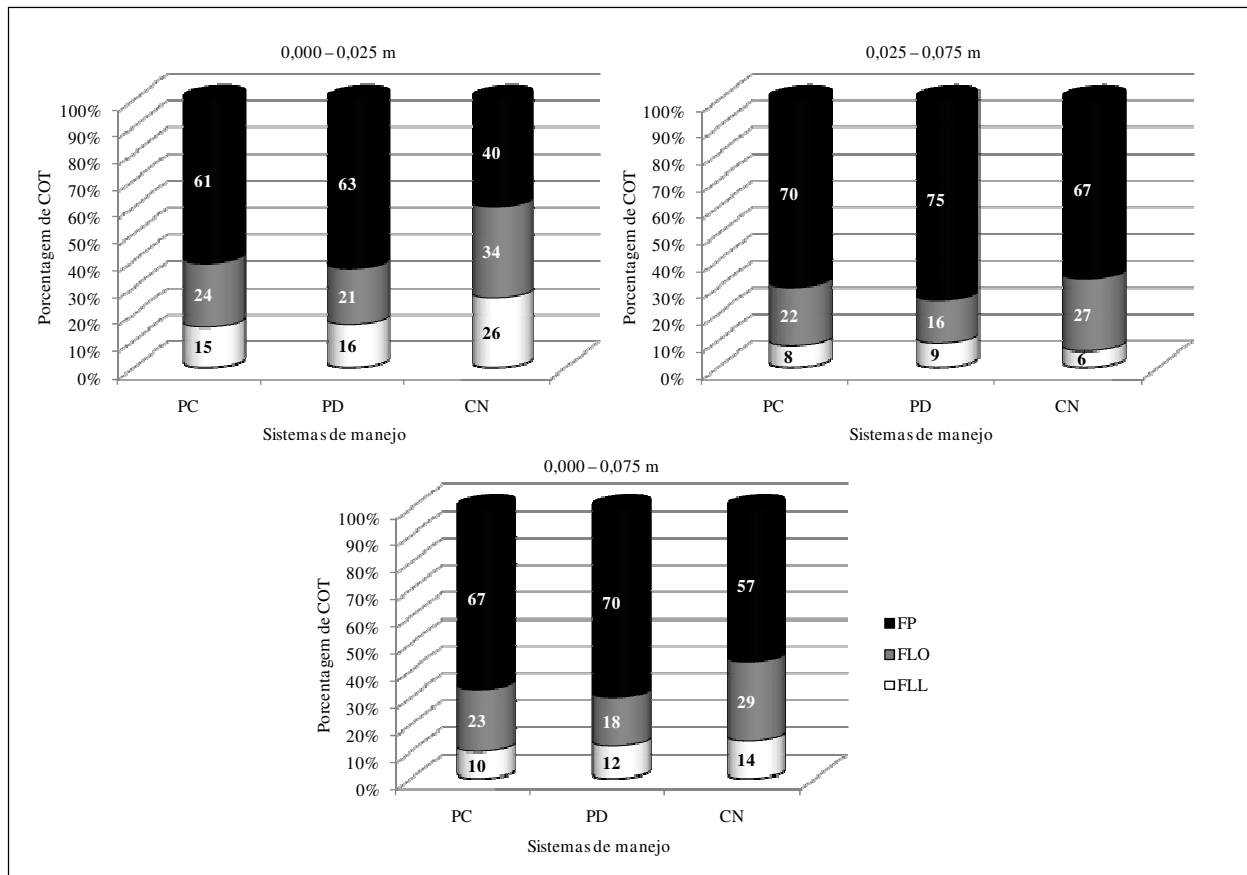 0,000 – 0,025 m
Porcentagem de COT
100%
90%
80%
70%
60%
50%
40%
30%
20%
10%
0%
61
24
15
63
21
16
40
34
26
PC
PD
CN
Sistemas de manejo
0,025 – 0,075 m
Porcentagem de COT
100%
90%
80%
70%
60%
50%
40%
30%
20%
10%
0%
70
22
8
75
16
9
67
27
6
PC
PD
CN
Sistemas de manejo
0,000 – 0,075 m
Porcentagem de COT
100%
90%
80%
70%
60%
50%
40%
30%
20%
10%
0%
67
23
10
70
18
12
57
29
14
PC
PD
CN
Sistemas de manejo
FP
FLO
FLL